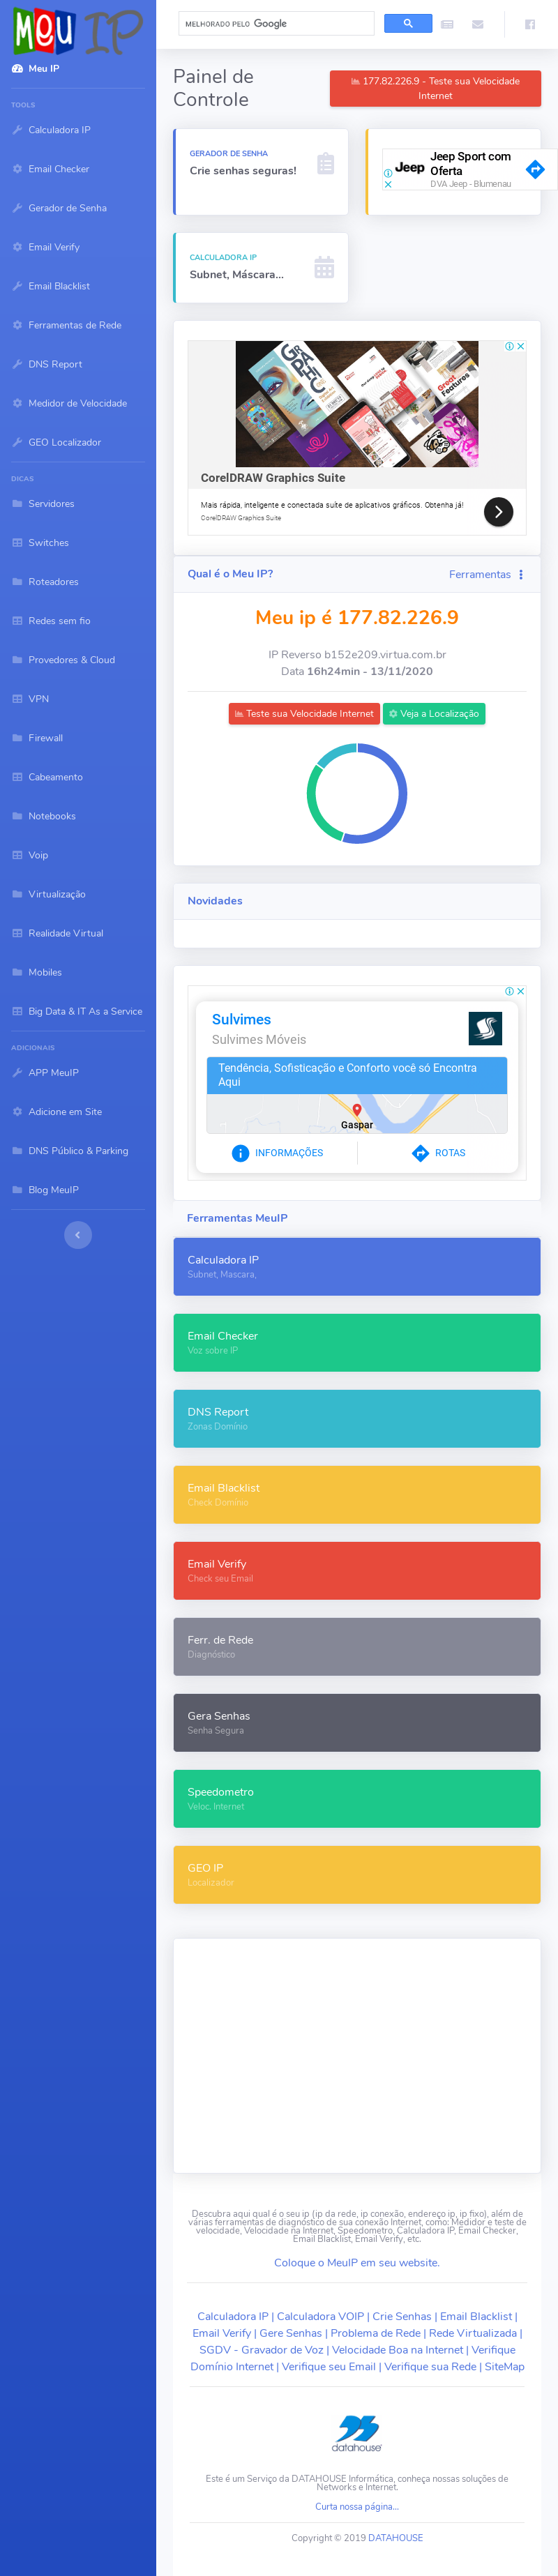 MeU IP
Meu IP
TOOLS
Calculadora IP
Email Checker
Gerador de Senha
Email Verify
Email Blacklist
Ferramentas de Rede
DNS Report
Medidor de Velocidade
GEO Localizador
DICAS
Servidores
Switches
Roteadores
Redes sem fio
Provedores & Cloud
VPN
Firewall
Cabeamento
Notebooks
Voip
Virtualização
Realidade Virtual
Mobiles
Big Data & IT As a Service
ADICIONAIS
APP MeuIP
Adicione em Site
DNS Público & Parking
Blog MeuIP
MELHORADO PELO Google
Painel de
Controle
177.82.226.9 - Teste sua Velocidade
Internet
GERADOR DE SENHA
Crie senhas seguras!
Jeep
Jeep Sport com
Oferta
DVA Jeep - Blumenau
CALCULADORA IP
Subnet, Máscara...
GRAPHIC
Great
Features
CorelDRAW Graphics Suite
Mais rápida, inteligente e conectada suíte de aplicativos gráficos. Obtenha já!
CorelDRAW Graphics Suite
Qual é o Meu IP?
Ferramentas
Meu ip é 177.82.226.9
IP Reverso b152e209.virtua.com.br
Data 16h24min - 13/11/2020
Teste sua Velocidade Internet
Veja a Localização
Novidades
Sulvimes
Sulvimes Móveis
Tendência, Sofisticação e Conforto você só Encontra
Aqui
Gaspar
INFORMAÇÕES
ROTAS
Ferramentas MeuIP
Calculadora IP
Subnet, Mascara,
Email Checker
Voz sobre IP
DNS Report
Zonas Domínio
Email Blacklist
Check Domínio
Email Verify
Check seu Email
Ferr. de Rede
Diagnóstico
Gera Senhas
Senha Segura
Speedometro
Veloc. Internet
GEO IP
Localizador
Descubra aqui qual é o seu ip (ip da rede, ip conexão, endereço ip, ip fixo), além de
várias ferramentas de diagnóstico de sua conexão Internet, como: Medidor e teste de
velocidade, Velocidade na Internet, Speedometro, Calculadora IP, Email Checker,
Email Blacklist, Email Verify, etc.
Coloque o MeuIP em seu website.
Calculadora IP | Calculadora VOIP | Crie Senhas | Email Blacklist |
Email Verify | Gere Senhas | Problema de Rede | Rede Virtualizada |
SGDV - Gravador de Voz | Velocidade Boa na Internet | Verifique
Domínio Internet | Verifique seu Email | Verifique sua Rede | SiteMap
datahouse
Este é um Serviço da DATAHOUSE Informática, conheça nossas soluções de
Networks e Internet.
Curta nossa página...
Copyright © 2019 DATAHOUSE